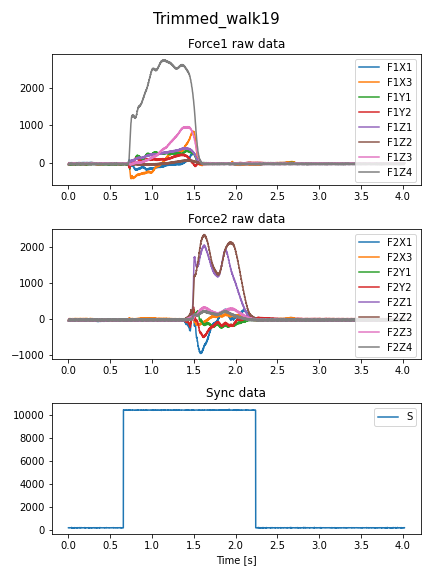 Trimmed_walk19
Force1 raw data
2000
1000
0
F1X1
F1X3
F1Y1
F1Y2
F1Z1
F1Z2
F1Z3
F1Z4
0.0 0.5 1.0 1.5 2.0 2.5 3.0 3.5 4.0
Force2 raw data
2000
1000
0
−1000
F2X1
F2X3
F2Y1
F2Y2
F2Z1
F2Z2
F2Z3
F2Z4
0.0 0.5 1.0 1.5 2.0 2.5 3.0 3.5 4.0
Sync data
10000
8000
6000
4000
2000
0
S
0.0 0.5 1.0 1.5 2.0 2.5 3.0 3.5 4.0
Time [s]